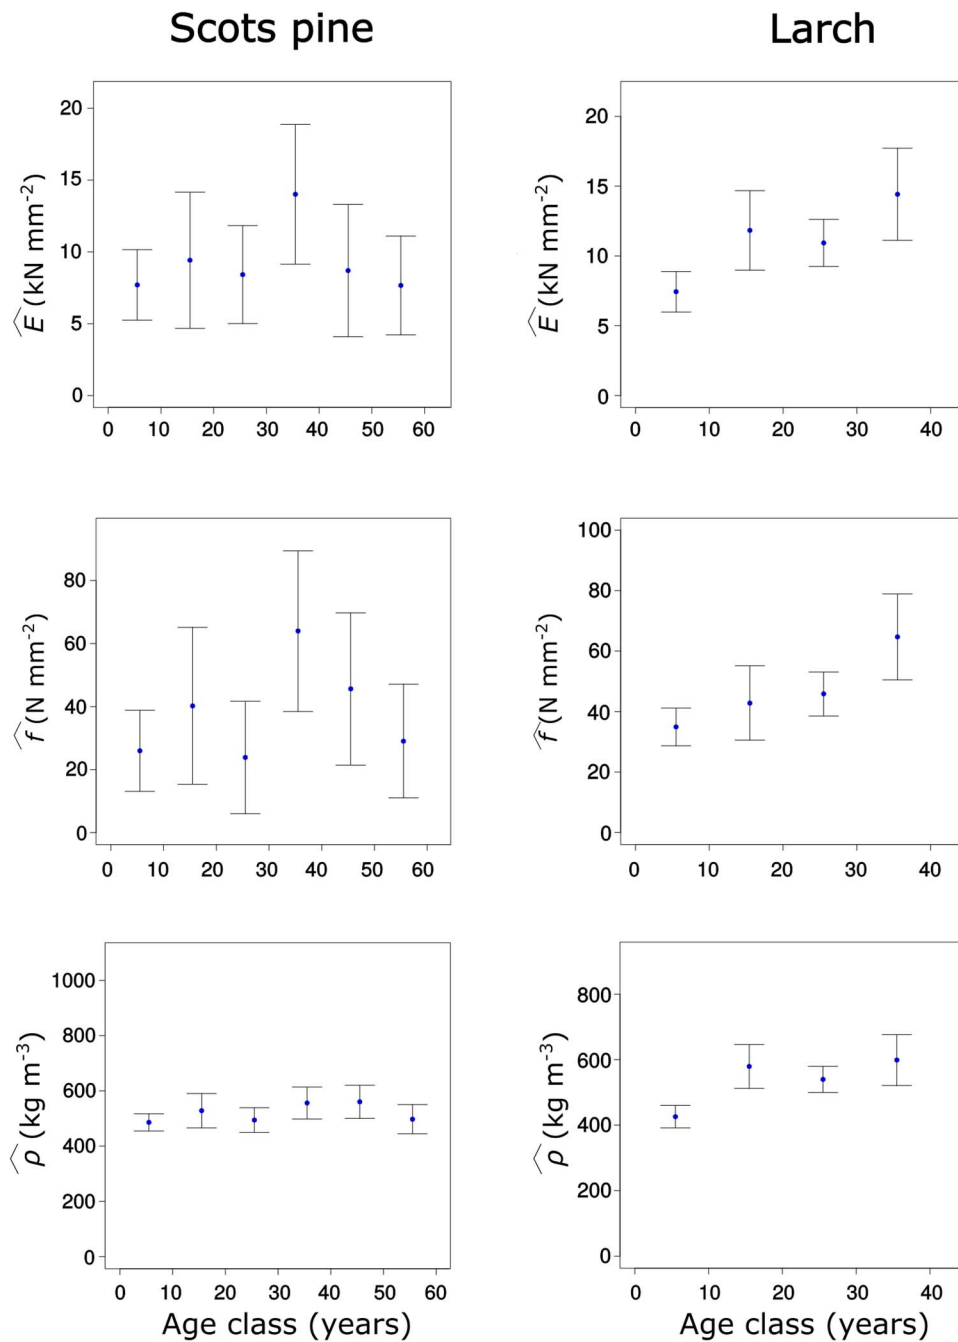 Scots pine
Larch
20
15
10
5
0
Ê (kN mm-2)
0 10 20 30 40 50 60
20
15
10
5
0
Ê (kN mm-2)
0 10 20 30 40
80
60
40
20
0
f̂ (N mm-2)
0 10 20 30 40 50 60
100
80
60
40
20
0
f̂ (N mm-2)
0 10 20 30 40
1000
800
600
400
200
0
ρ̂ (kg m-3)
0 10 20 30 40 50 60
Age class (years)
800
600
400
200
0
ρ̂ (kg m-3)
0 10 20 30 40
Age class (years)